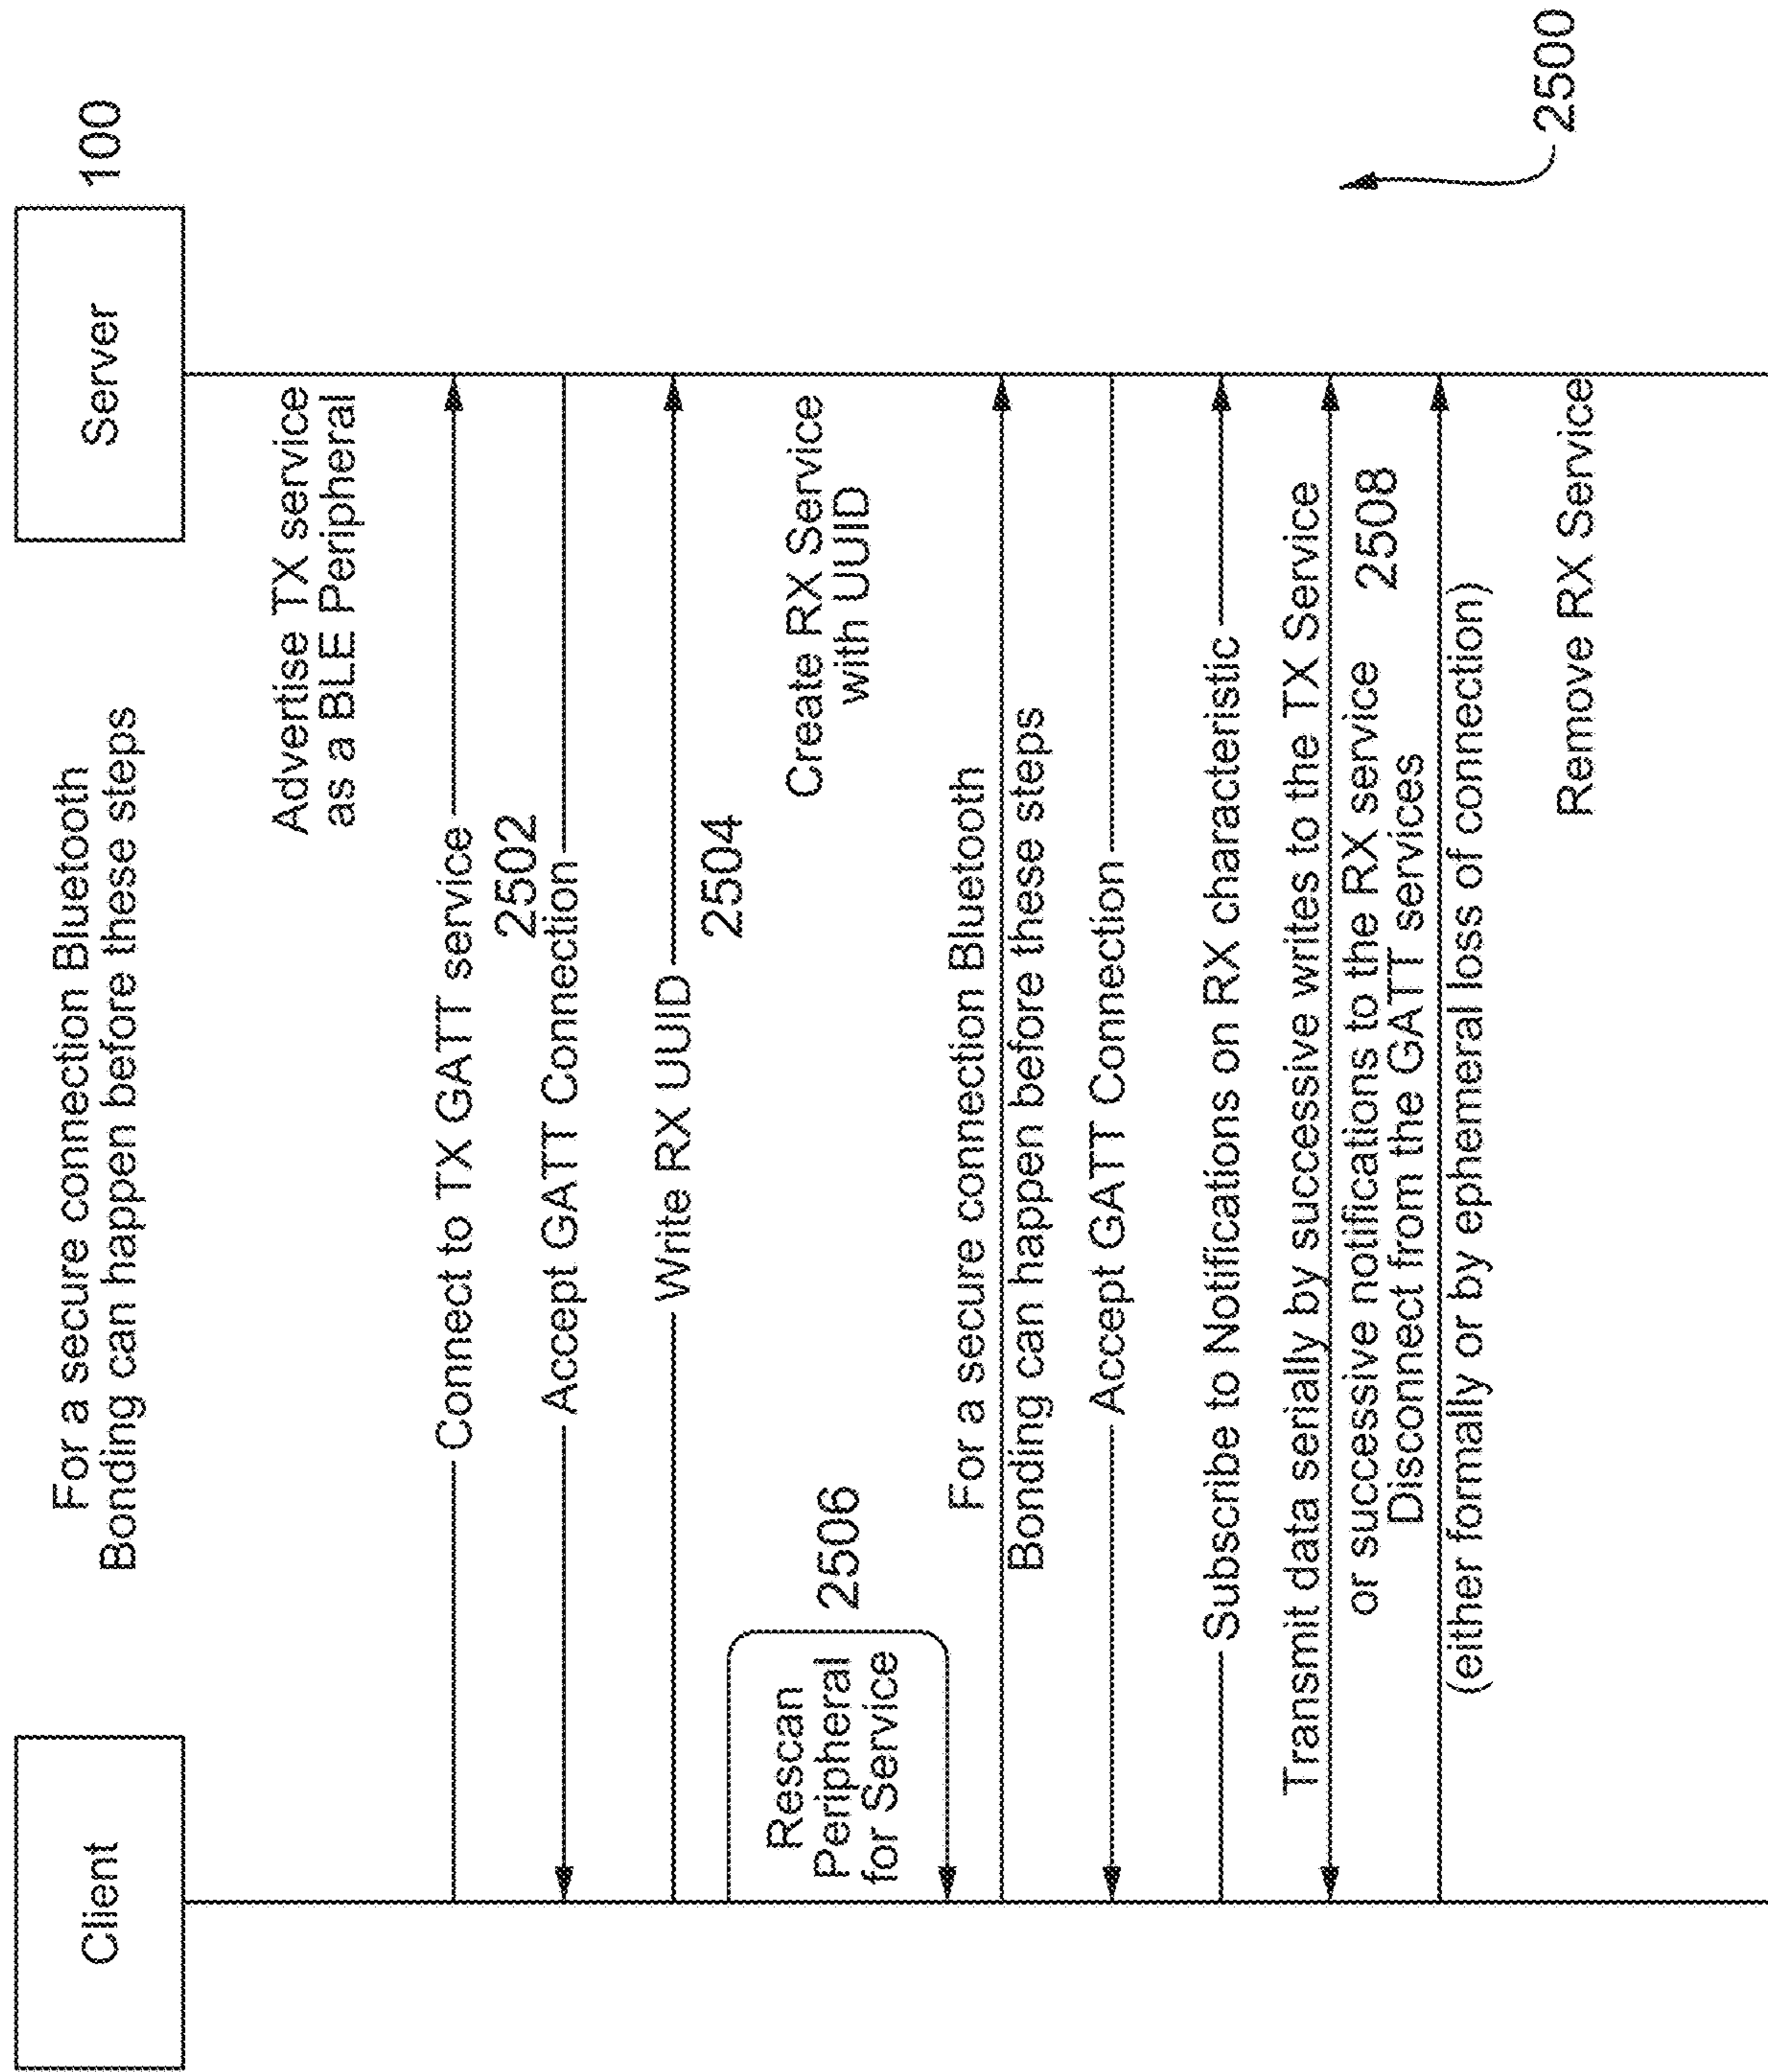 Client
Server
100
For a secure connection Bluetooth
Bonding can happen before these steps
Advertise TX service
as a BLE Peripheral
Connect to TX GATT service
2502
Accept GATT Connection
Write RX UUID
2504
Rescan
Peripheral
for Service
2506
Create RX Service
with UUID
For a secure connection Bluetooth
Bonding can happen before these steps
Accept GATT Connection
Subscribe to Notifications on RX characteristic
Transmit data serially by successive writes to the TX Service
or successive notifications to the RX service
2508
Disconnect from the GATT services
(either formally or by ephemeral loss of connection)
Remove RX Service
2500